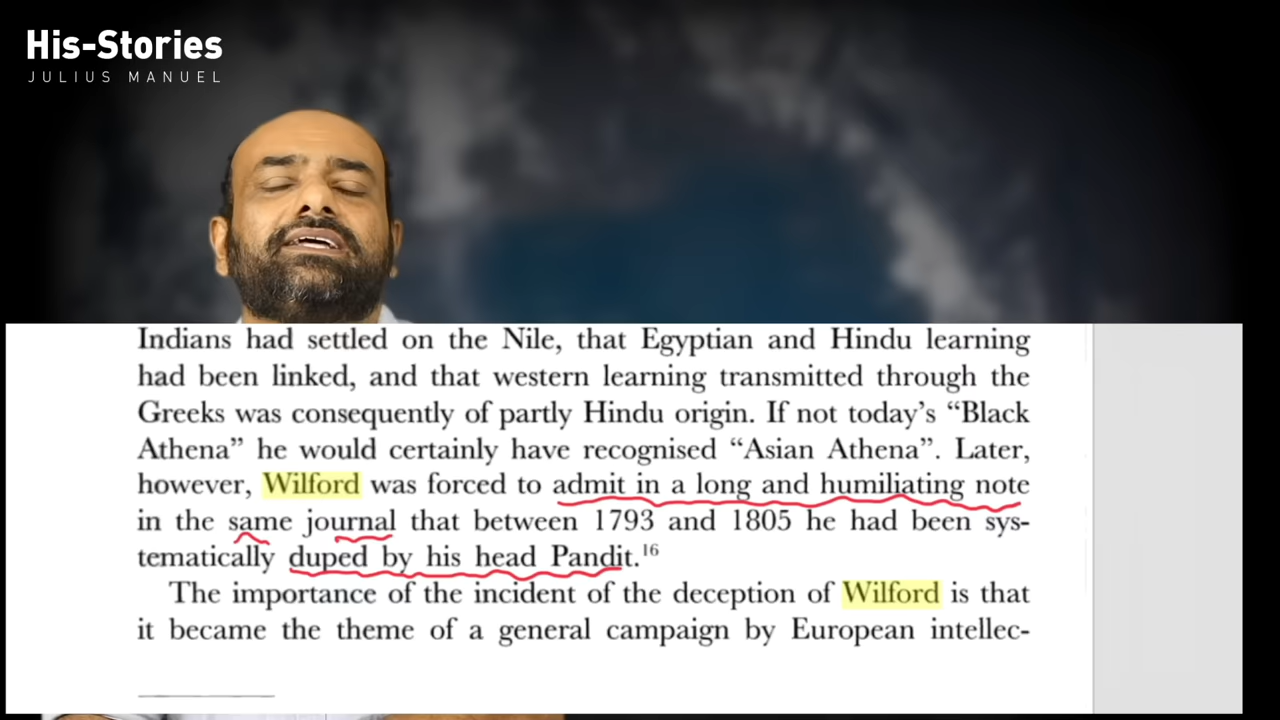 His-Stories
JULIUS MANUEL
Indians had settled on the Nile, that Egyptian and Hindu learning
had been linked, and that western learning transmitted through the
Greeks was consequently of partly Hindu origin. If not today’s “Black
Athena” he would certainly have recognised “Asian Athena”. Later,
however, Wilford was forced to admit in a long and humiliating note
in the same journal that between 1793 and 1805 he had been sys-
tematically duped by his head Pandit.16
The importance of the incident of the deception of Wilford is that
it became the theme of a general campaign by European intellec-